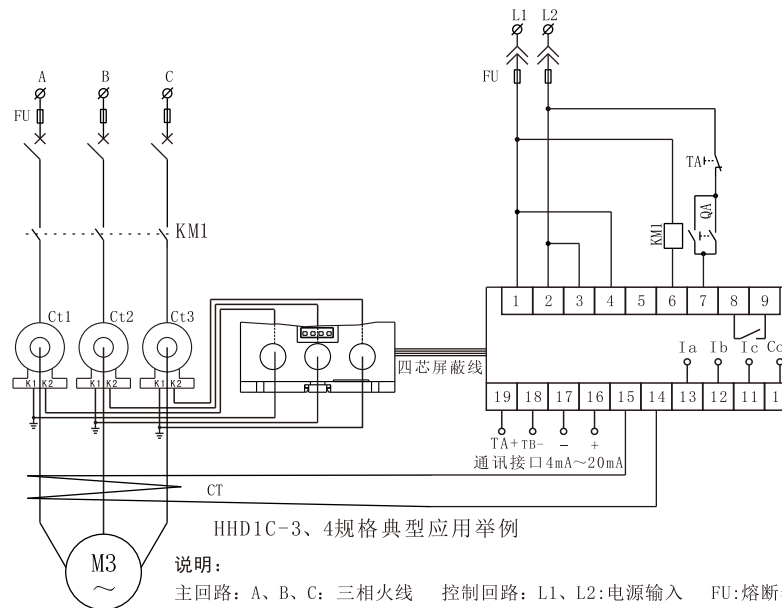 L1 L2
FU
A B C
FU
TA
QA
KM1
KM1
1 2 3 4 5 6 7 8 9
Ct1 Ct2 Ct3
K1 K2 K1 K2 K1 K2
四芯屏蔽线
Ia Ib Ic
19 18 17 16 15 14 13 12 11
TA+ TB- - +
通讯接口4mA～20mA
CT
HHD1C-3、4规格典型应用举例
M3
～
说明：
主回路：A、B、C：三相火线 控制回路：L1、L2:电源输入 FU:熔断